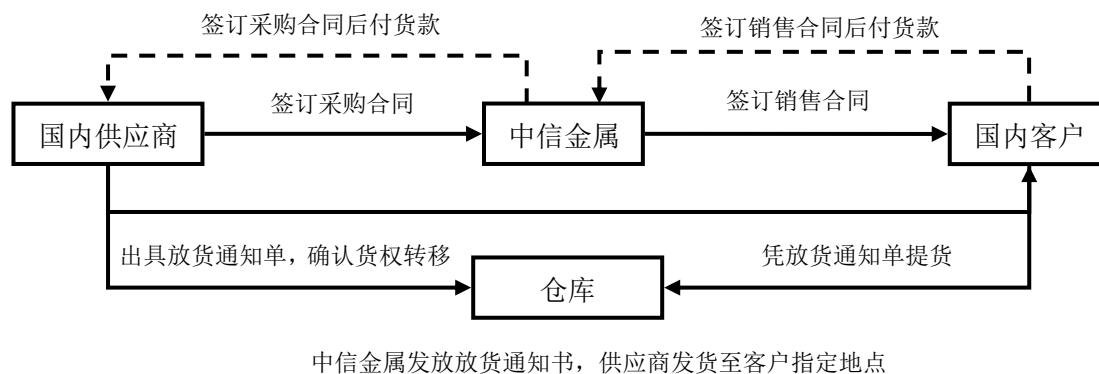 签订采购合同后付货款
签订销售合同后付货款
签订采购合同
签订销售合同
国内供应商
中信金属
国内客户
出具放货通知单，确认货权转移
凭放货通知单提货
仓库
中信金属发放放货通知书，供应商发货至客户指定地点